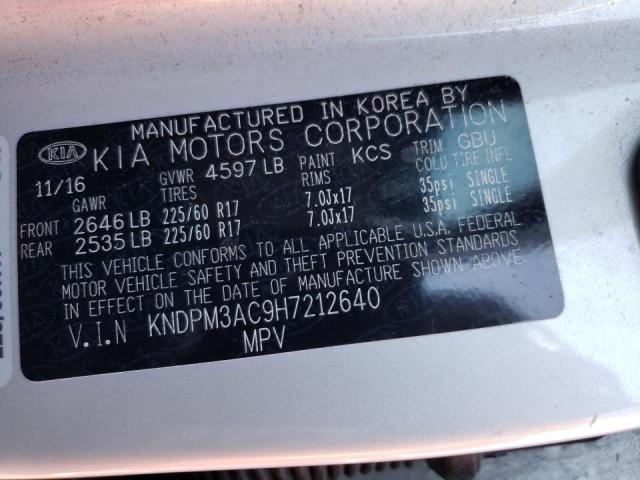 MANUFACTURED IN KOREA BY
KIA KIA MOTORS CORPORATION
11/16 GVWR 4597 LB PAINT KCS TRIM GBU
GAWR TIRES RIMS COLD TIRE INFL
FRONT 2646 LB 225/60 R17 7.0Jx17 35psi SINGLE
REAR 2535 LB 225/60 R17 7.0Jx17 35psi SINGLE
THIS VEHICLE CONFORMS TO ALL APPLICABLE U.S.A. FEDERAL
MOTOR VEHICLE SAFETY AND THEFT PREVENTION STANDARDS
IN EFFECT ON THE DATE OF MANUFACTURE SHOWN ABOVE.
V.I.N KNDPM3AC9H7212640
MPV